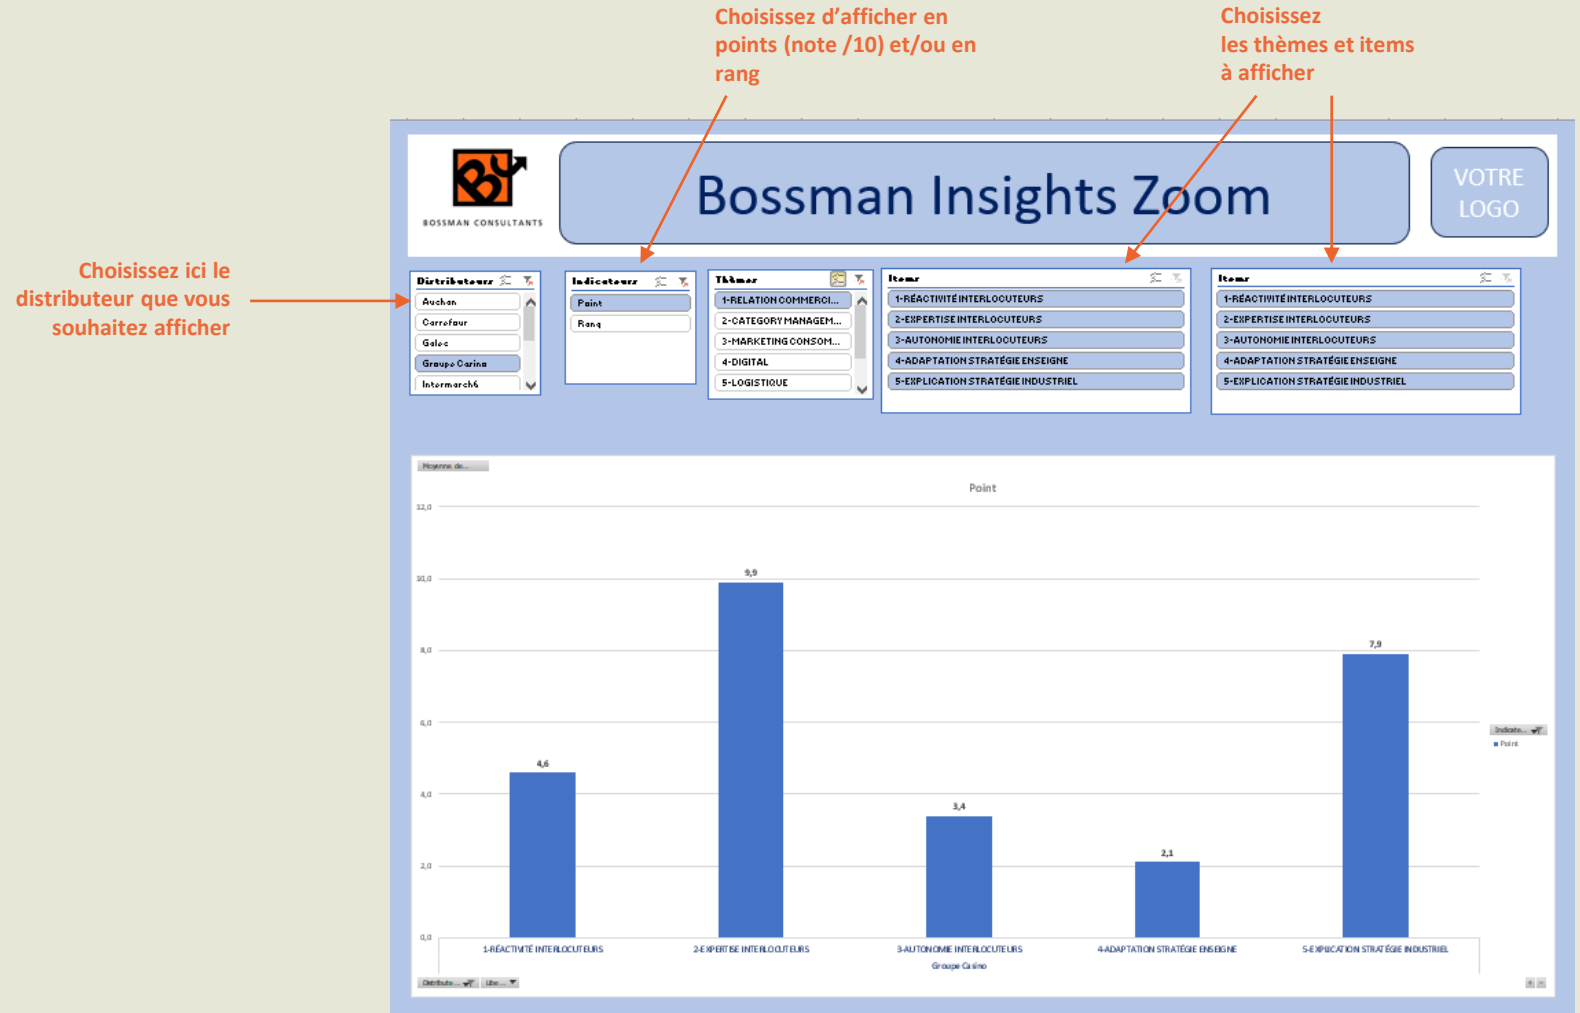 Choisissez d’afficher en
points (note /10) et/ou en
rang
Choisissez
les thèmes et items
à afficher
Choisissez ici le
distributeur que vous
souhaitez afficher
BOSSMAN CONSULTANTS
Bossman Insights Zoom
VOTRE
LOGO
Distributeurs
Auchan
Carrefour
Galec
Groupe Casino
Intermarché
Indicateurs
Point
Rang
Thèmes
1-RELATION COMMERCI...
2-CATEGORY MANAGEM...
3-MARKETING CONSOM...
4-DIGITAL
5-LOGISTIQUE
Items
1-RÉACTIVITÉ INTERLOCUTEURS
2-EXPERTISE INTERLOCUTEURS
3-AUTONOMIE INTERLOCUTEURS
4-ADAPTATION STRATÉGIE ENSEIGNE
5-EXPLICATION STRATÉGIE INDUSTRIEL
Items
1-RÉACTIVITÉ INTERLOCUTEURS
2-EXPERTISE INTERLOCUTEURS
3-AUTONOMIE INTERLOCUTEURS
4-ADAPTATION STRATÉGIE ENSEIGNE
5-EXPLICATION STRATÉGIE INDUSTRIEL
Moyenne de...
Point
12,0
10,0
8,0
6,0
4,0
2,0
0,0
4,6
9,9
3,4
2,1
7,9
1-RÉACTIVITÉ INTERLOCUTEURS
2-EXPERTISE INTERLOCUTEURS
3-AUTONOMIE INTERLOCUTEURS
4-ADAPTATION STRATÉGIE ENSEIGNE
5-EXPLICATION STRATÉGIE INDUSTRIEL
Groupe Casino
Indicate...
Point
Distribute...
Libe...